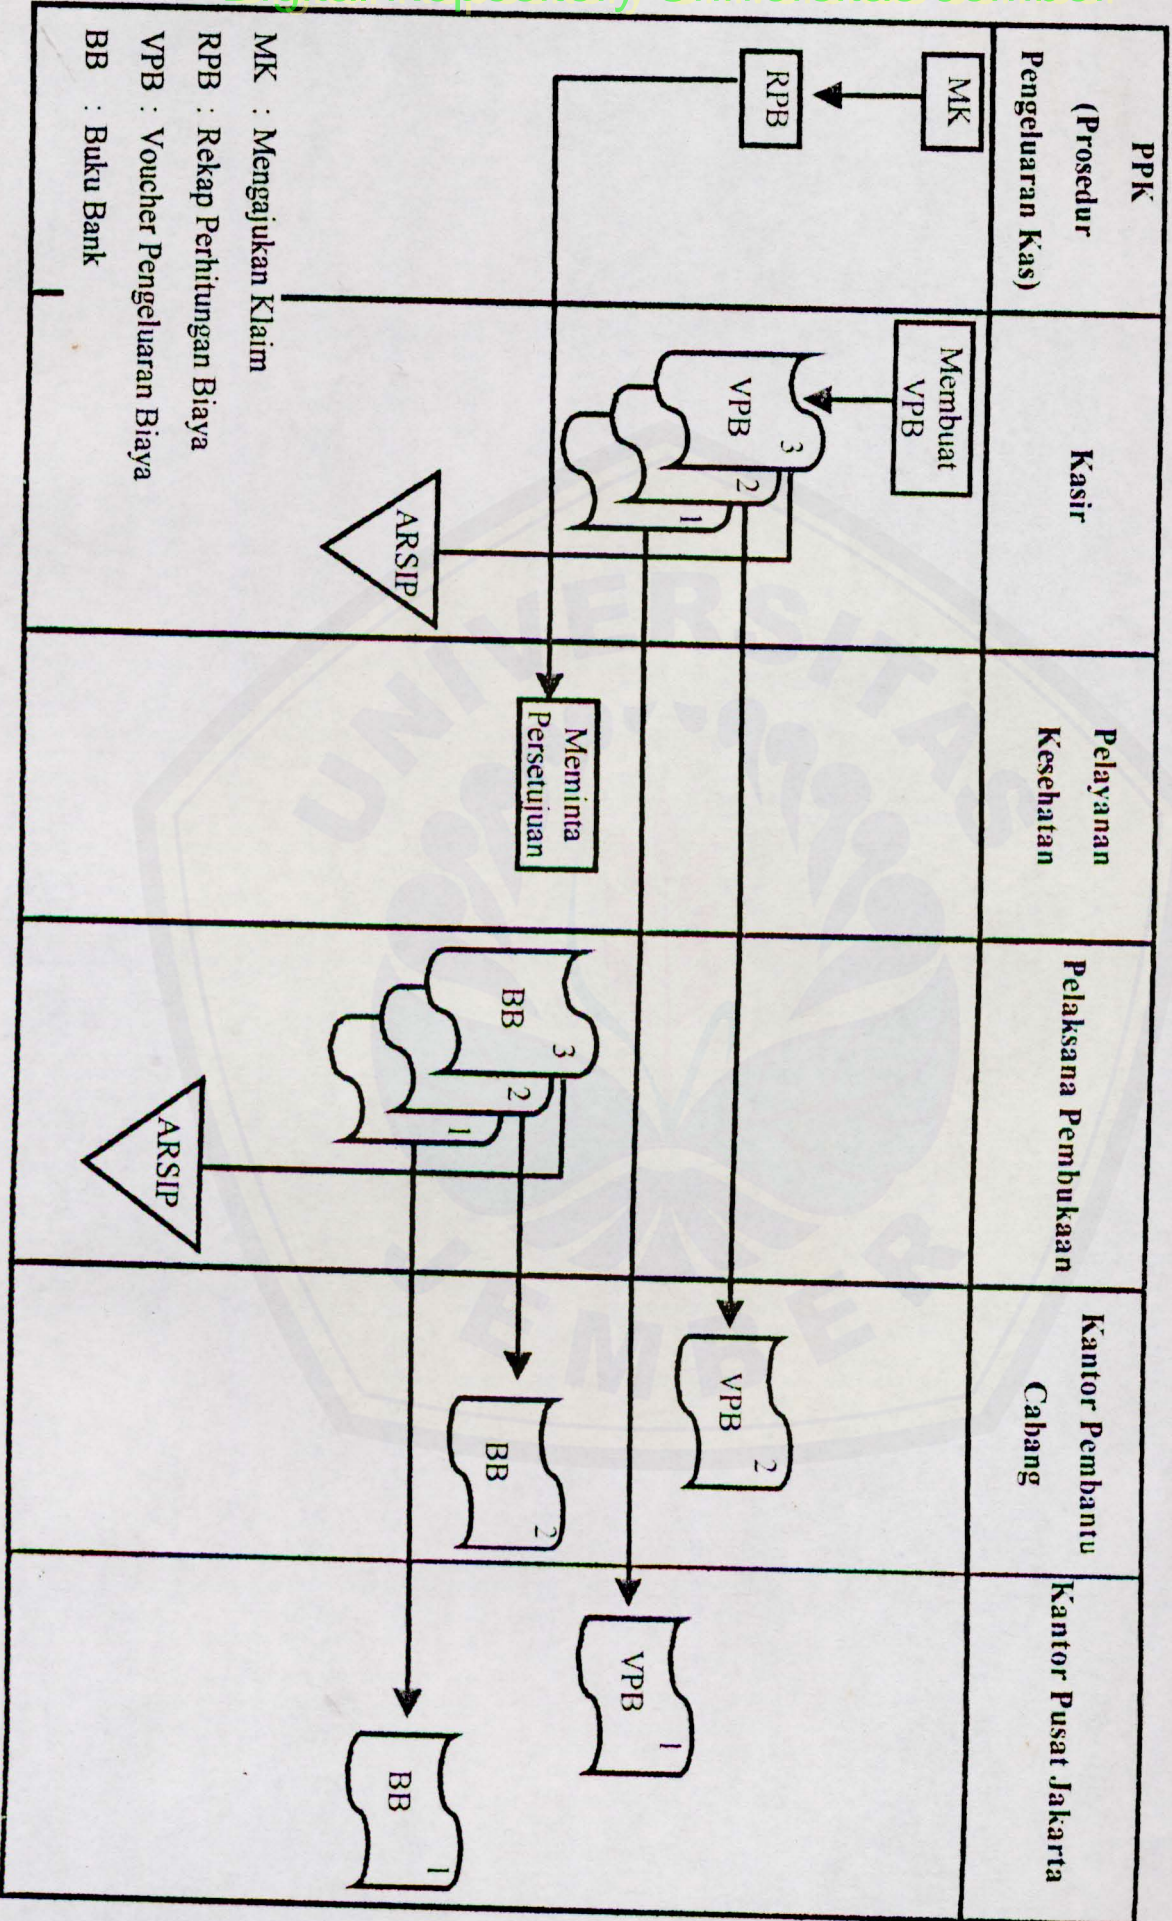 Digital Repository Universitas Jember
PPK
(Prosedur
Pengeluaran Kas)
Kasir
Pelayanan
Kesehatan
Pelaksana Pembukaan
Kantor Pembantu
Cabang
Kantor Pusat Jakarta
MK
RPB
Membuat
VPB
3
VPB
2
1
ARSIP
Meminta
Persetujuan
3
BB
2
1
ARSIP
VPB
2
BB
2
VPB
1
BB
1
MK : Mengajukan Klaim
RPB : Rekap Perhitungan Biaya
VPB : Voucher Pengeluaran Biaya
BB : Buku Bank
UNIVERSITAS
JEMBER